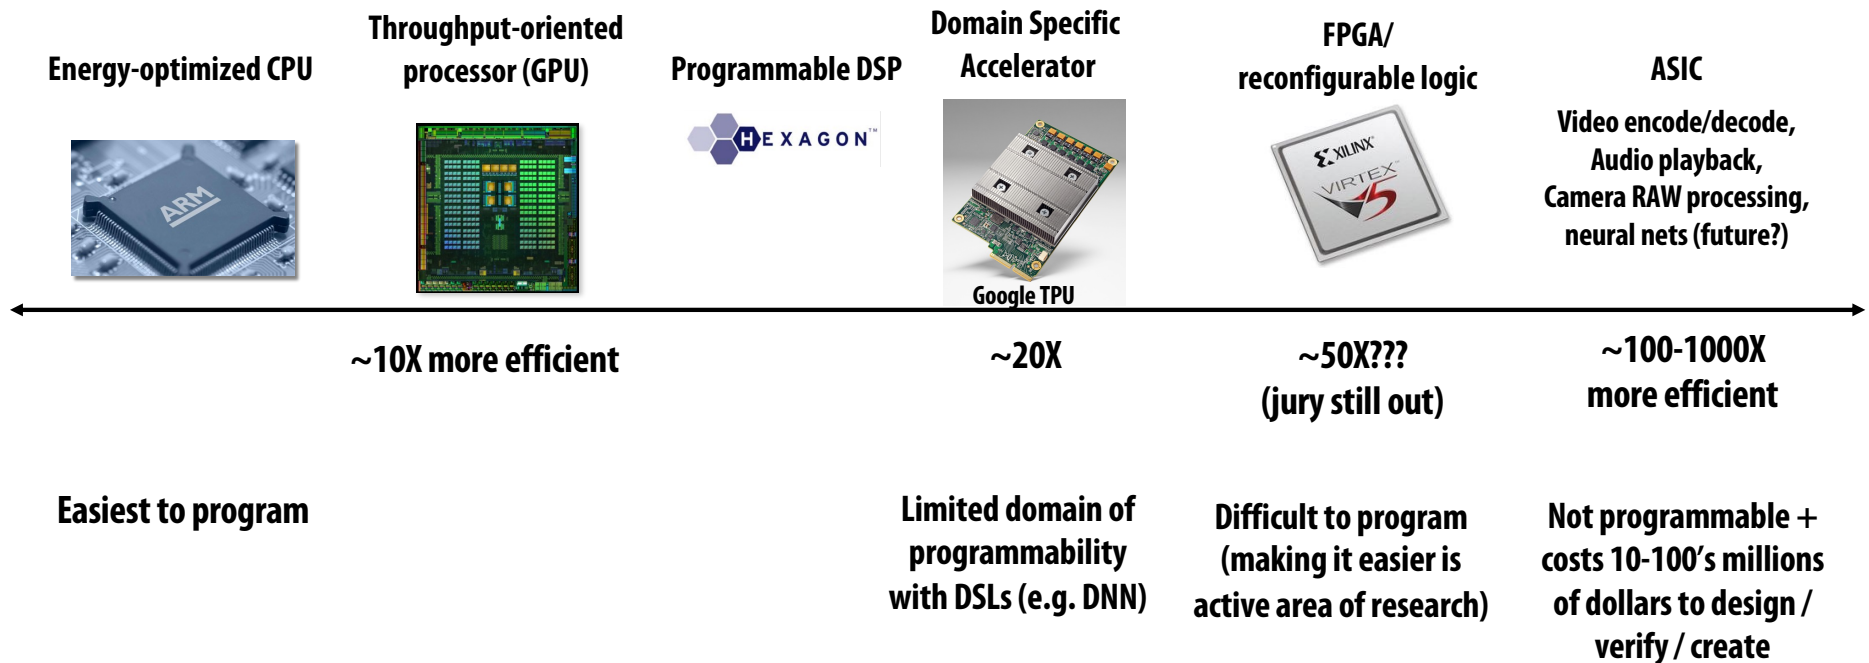 Energy-optimized CPU
Throughput-oriented
processor (GPU)
Programmable DSP
Domain Specific
Accelerator
FPGA/
reconfigurable logic
ASIC
Video encode/decode,
Audio playback,
Camera RAW processing,
neural nets (future?)
ARM
HEXAGON™
Google TPU
XILINX®
VIRTEX™
5
~10X more efficient
~20X
~50X???
(jury still out)
~100-1000X
more efficient
Easiest to program
Limited domain of
programmability
with DSLs (e.g. DNN)
Difficult to program
(making it easier is
active area of research)
Not programmable +
costs 10-100's millions
of dollars to design /
verify / create